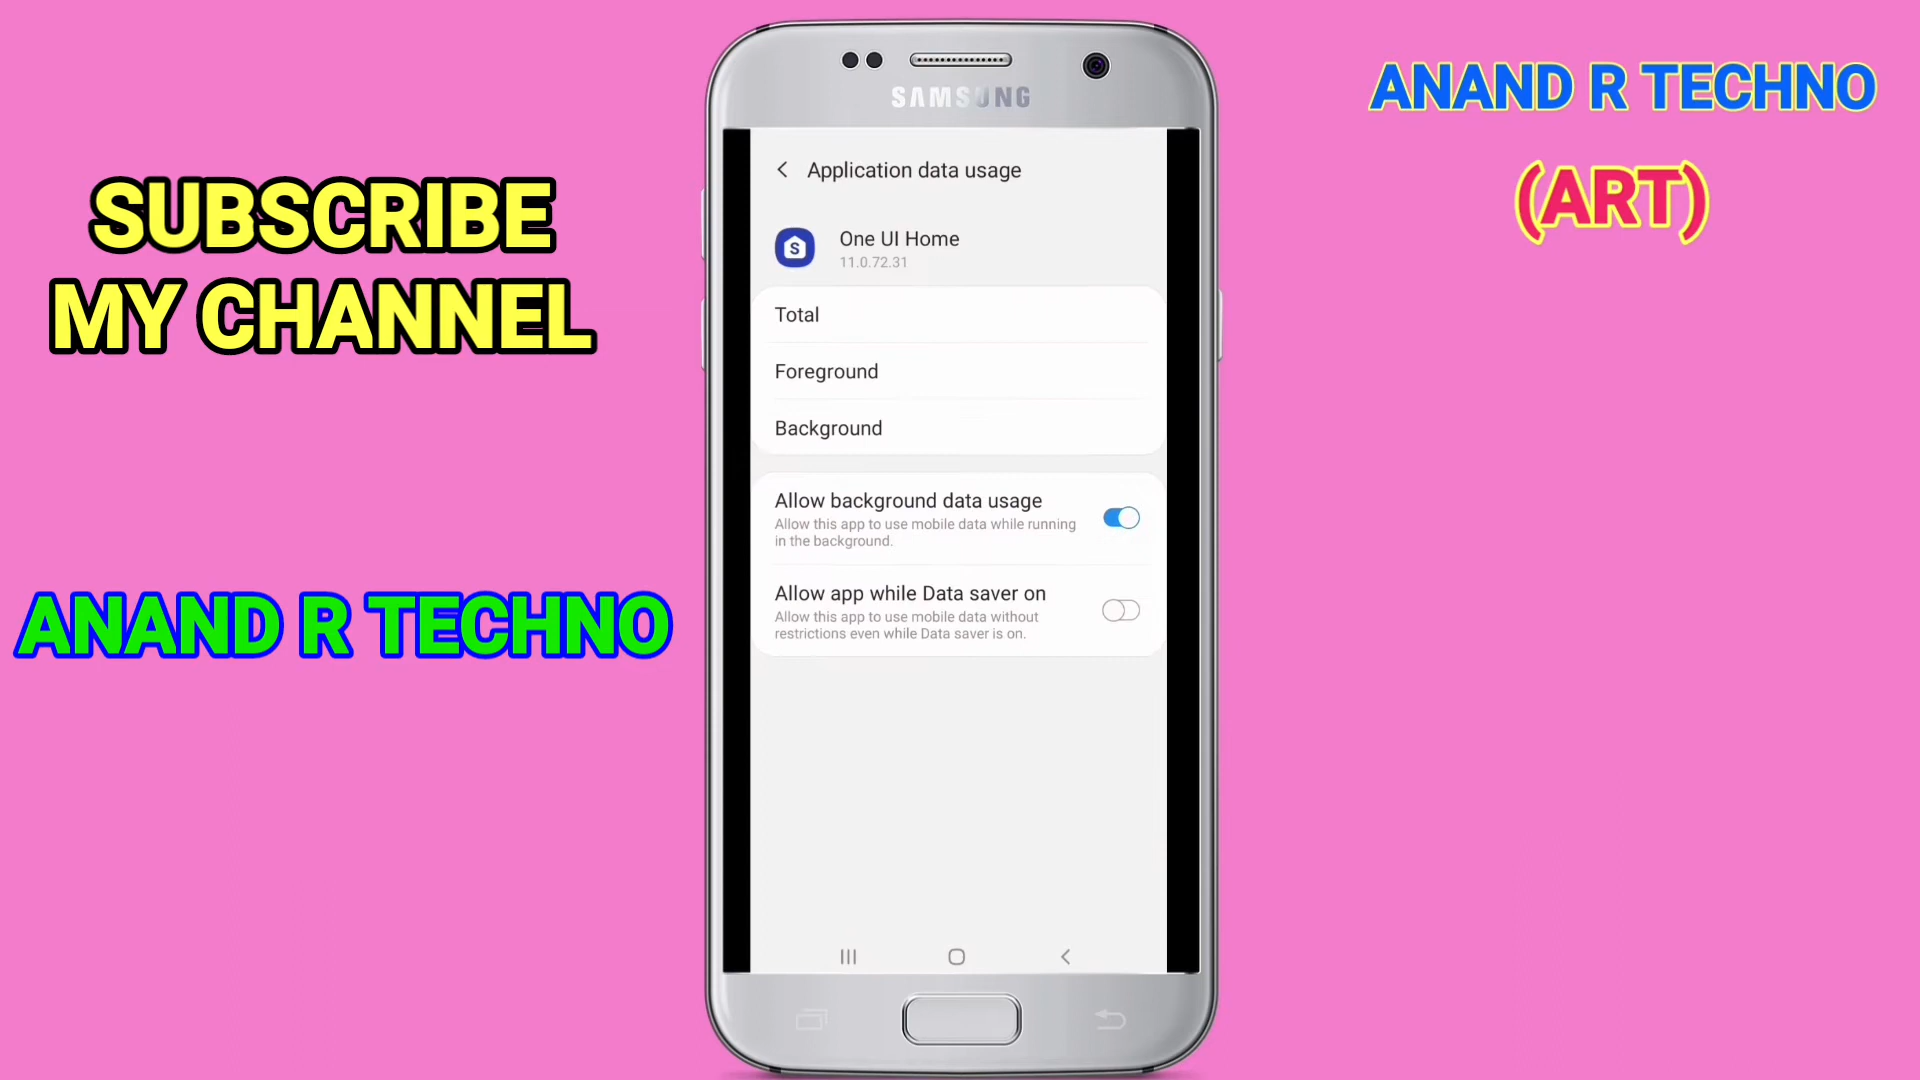 SUBSCRIBE
MY CHANNEL
ANAND R TECHNO
SAMSUNG
Application data usage
S
One UI Home
11.0.72.31
Total
Foreground
Background
Allow background data usage
Allow this app to use mobile data while running
in the background.
Allow app while Data saver on
Allow this app to use mobile data without
restrictions even while Data saver is on.
ANAND R TECHNO
(ART)